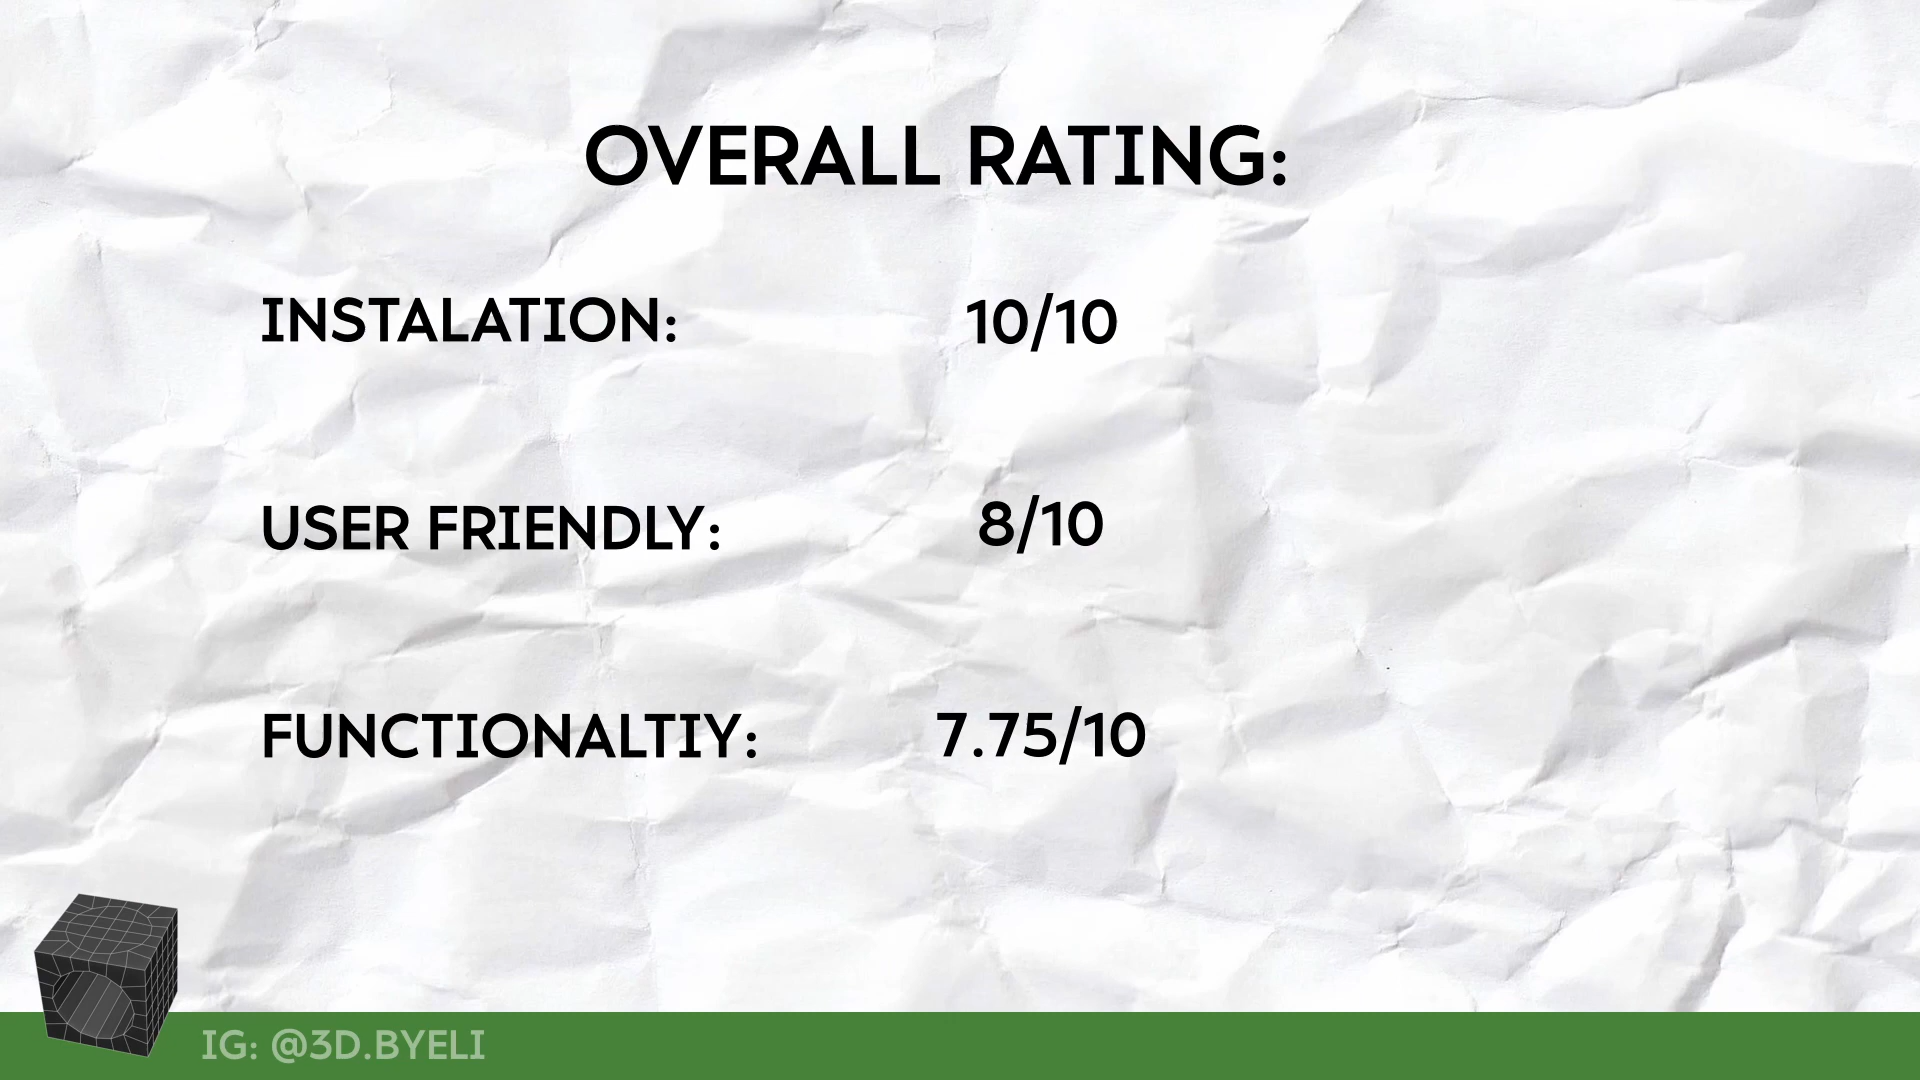 OVERALL RATING:
INSTALATION: 10/10
USER FRIENDLY: 8/10
FUNCTIONALTIY: 7.75/10
IG: @3D.BYELI